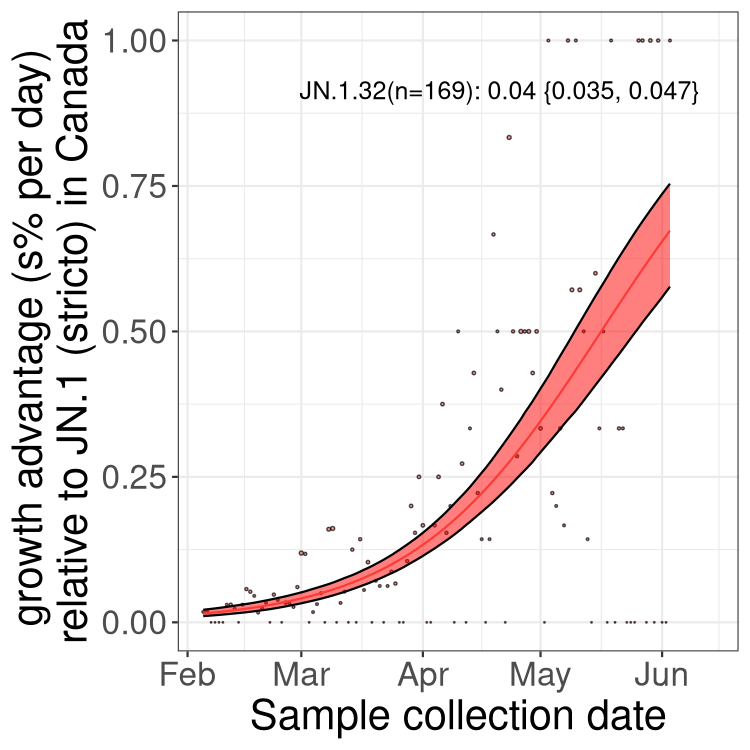 growth advantage (s% per day)
relative to JN.1 (stricto) in Canada
1.00
0.75
0.50
0.25
0.00
JN.1.32(n=169): 0.04 {0.035, 0.047}
Feb Mar Apr May Jun
Sample collection date